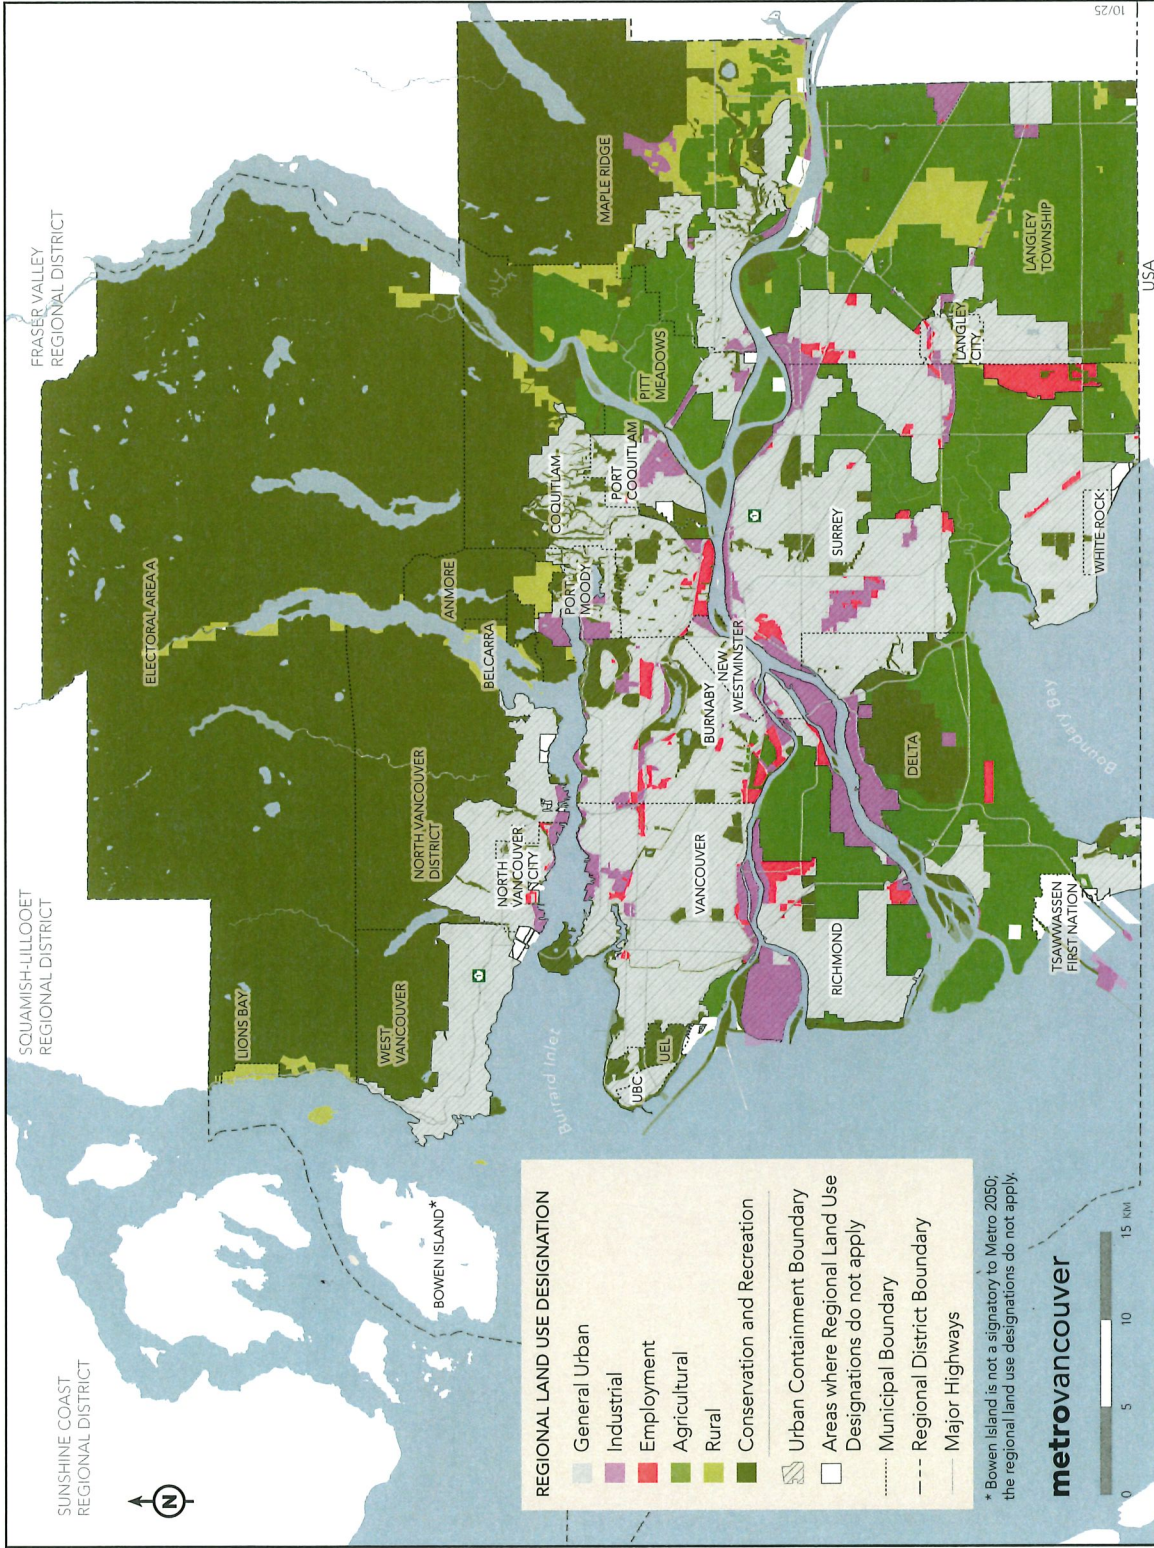 SUNSHINE COAST
REGIONAL DISTRICT
SQUAMISH-LILLOOET
REGIONAL DISTRICT
FRASER VALLEY
REGIONAL DISTRICT
N
ELECTORAL AREA A
LIONS BAY
BOWEN ISLAND*
WEST
VANCOUVER
NORTH VANCOUVER
DISTRICT
ANMORE
BELCARRA
NORTH
VANCOUVER
CITY
COQUITLAM
PORT
MOODY
PORT
COQUITLAM
PITT
MEADOWS
MAPLE RIDGE
Burrard Inlet
UBC
UEL
VANCOUVER
BURNABY
NEW
WESTMINSTER
SURREY
LANGLEY
CITY
LANGLEY
TOWNSHIP
RICHMOND
DELTA
TSAWWASSEN
FIRST NATION
Boundary Bay
WHITE ROCK
USA
REGIONAL LAND USE DESIGNATION
General Urban
Industrial
Employment
Agricultural
Rural
Conservation and Recreation
Urban Containment Boundary
Areas where Regional Land Use
Designations do not apply
Municipal Boundary
Regional District Boundary
Major Highways
* Bowen Island is not a signatory to Metro 2050;
the regional land use designations do not apply.
metrovancouver
0 5 10 15 KM
10/25